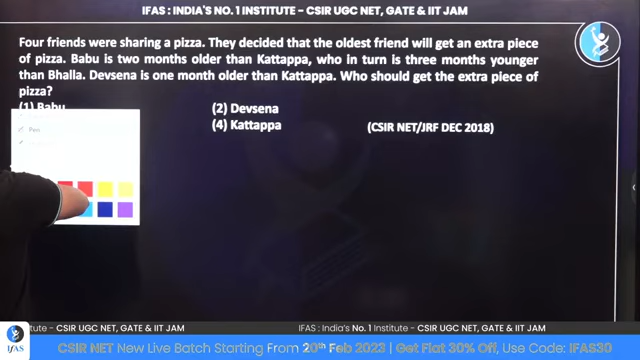 IFAS: INDIA'S NO. 1 INSTITUTE - CSIR UGC NET, GATE & IIT JAM
Four friends were sharing a pizza. They decided that the oldest friend will get an extra piece
of pizza. Babu is two months older than Kattappa, who in turn is three months younger
than Bhalla. Devsena is one month older than Kattappa. Who should get the extra piece of
pizza?
(1) Babu (2) Devsena
(4) Kattappa (CSIR NET/JRF DEC 2018)
Pen
tute - CSIR UGC NET, GATE & IIT JAM IFAS: India's No. 1 Institute - CSIR UGC NET, GATE & IIT JAM
IFAS CSIR NET New Live Batch Starting From 20th Feb 2023 | Get Flat 30% Off, Use Code: IFAS30